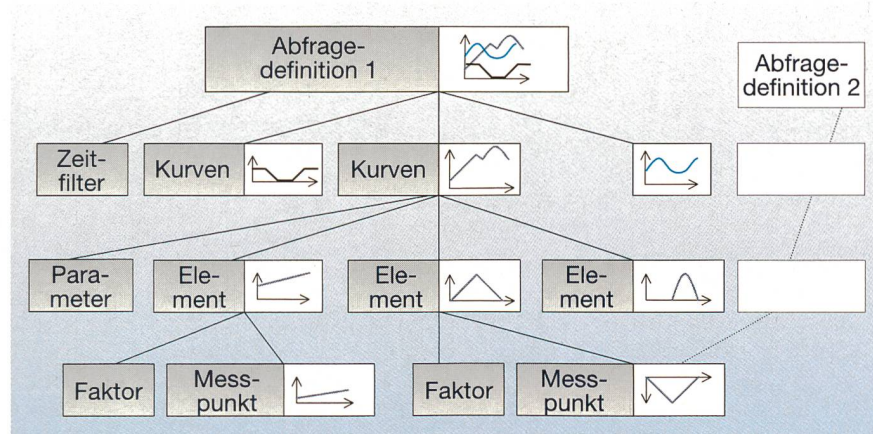 Abfrage-
definition 1
Abfrage-
definition 2
Zeit-
filter
Kurven
Kurven
Para-
meter
Ele-
ment
Ele-
ment
Ele-
ment
Faktor
Mess-
punkt
Faktor
Mess-
punkt